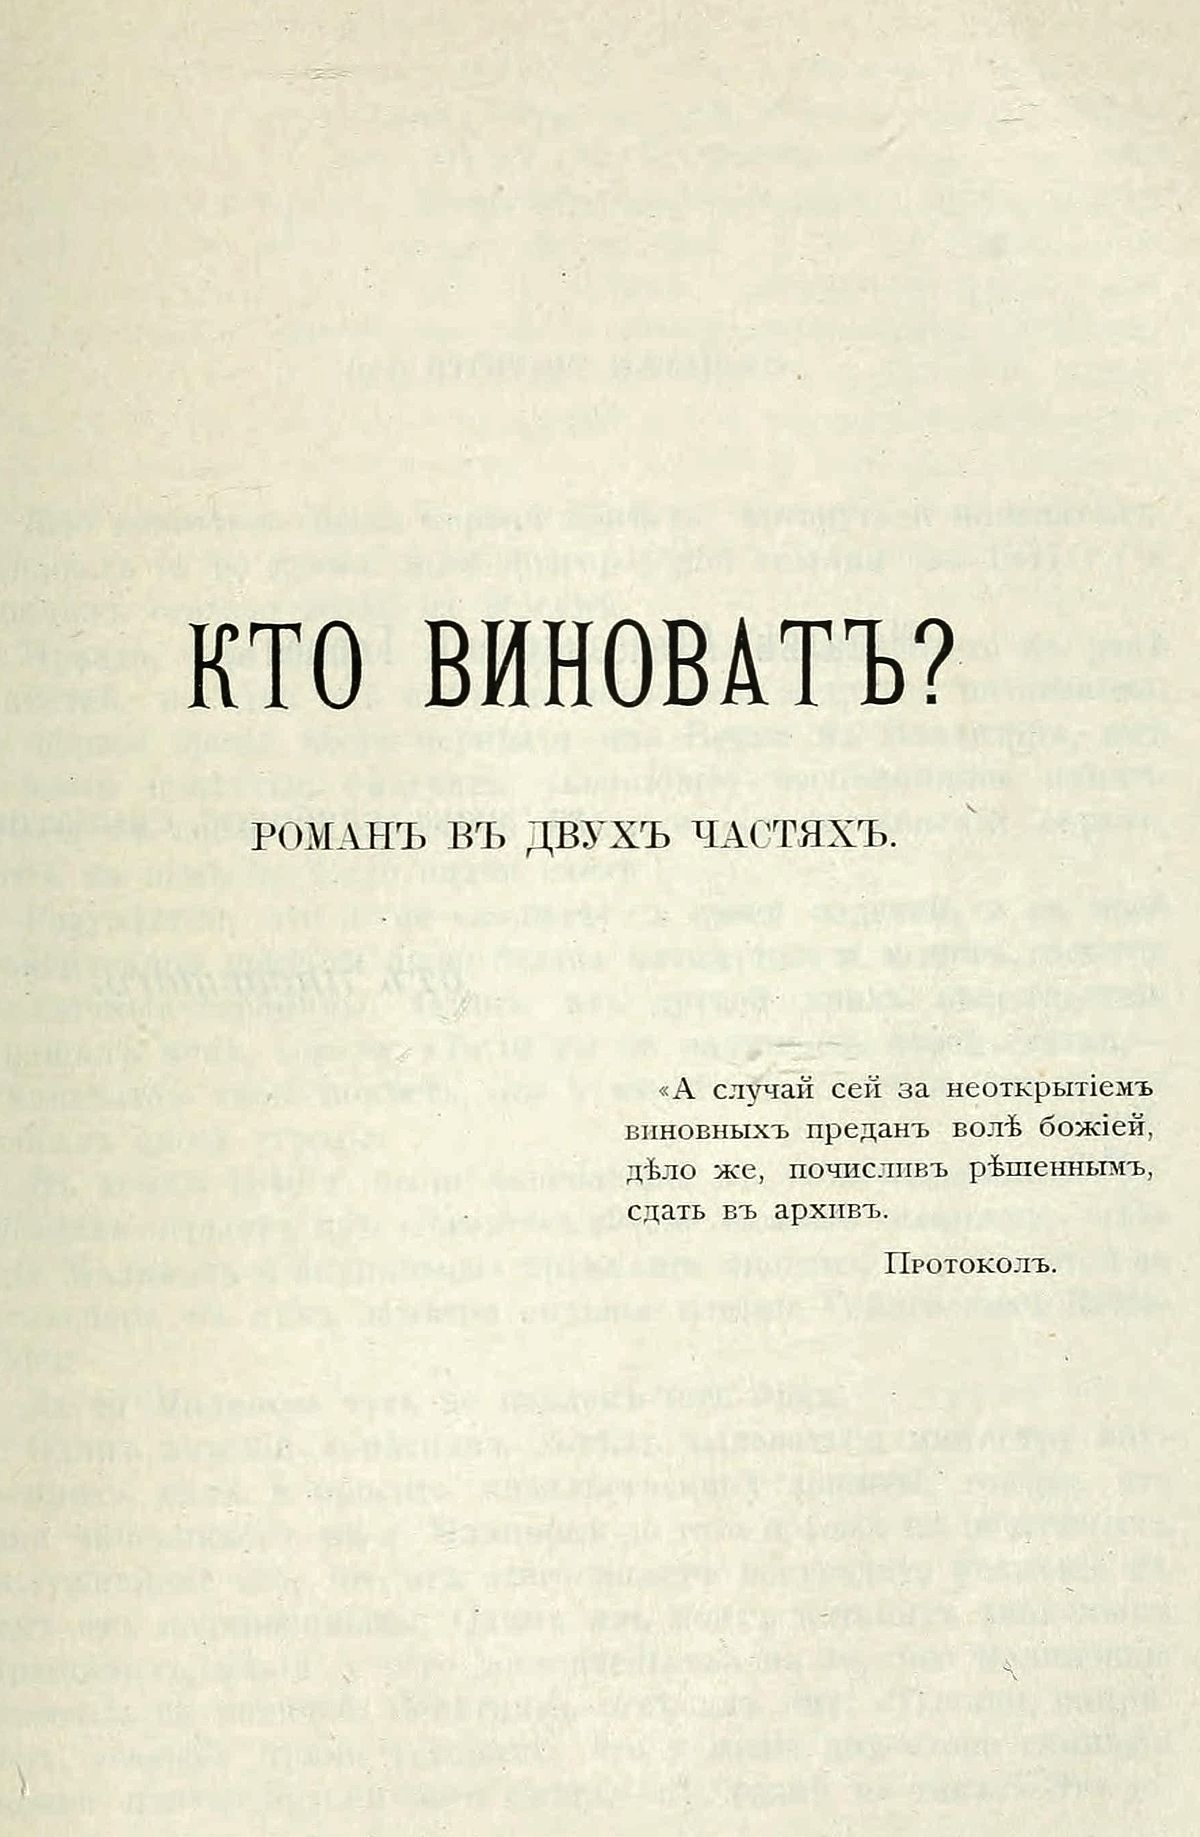 КТО ВИНОВАТЪ?
РОМАНЪ ВЪ ДВУХЪ ЧАСТЯХЪ.
«А случай сей за неоткрытіемъ
виновныхъ преданъ волѣ божіей,
дѣло же, почисливъ рѣшеннымъ,
сдать въ архивъ.
Протоколъ.